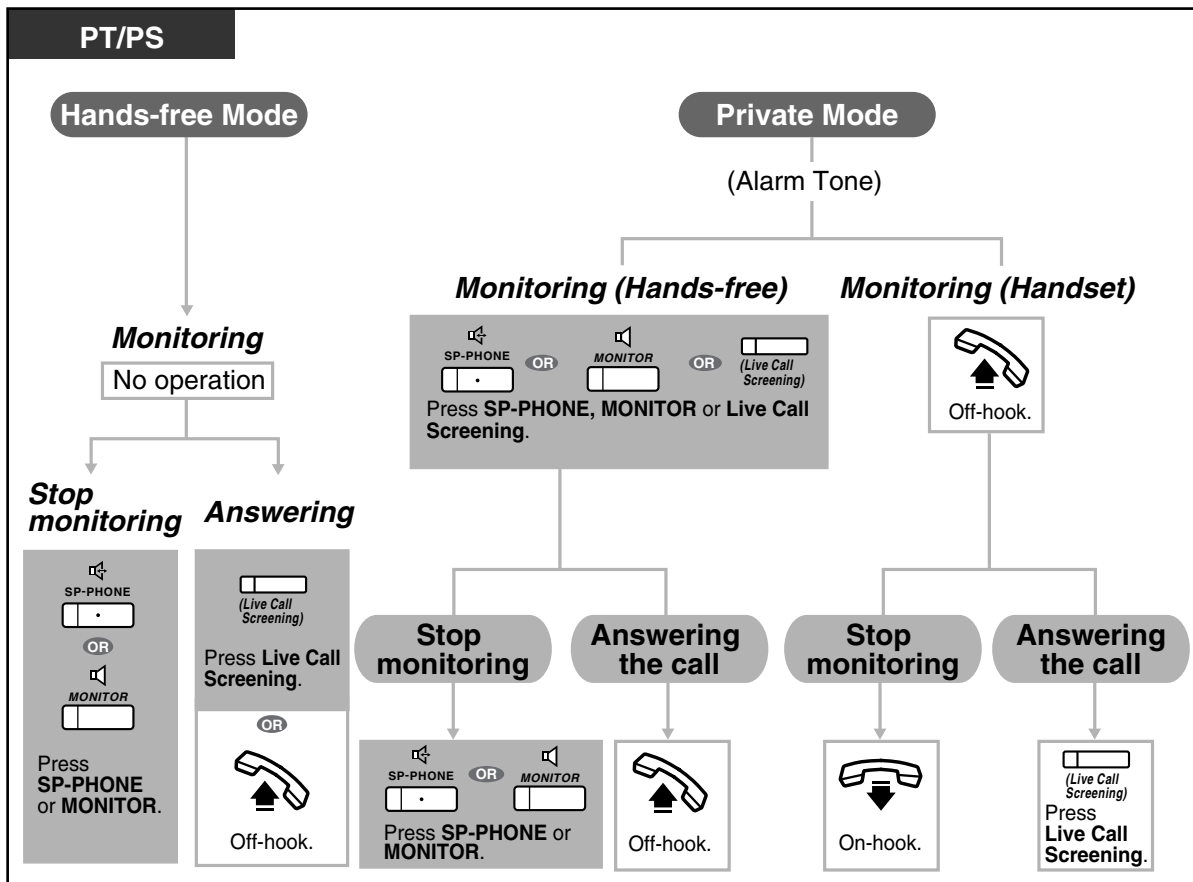 PT/PS
Hands-free Mode
Monitoring
No operation
Stop
monitoring
SP-PHONE
OR
MONITOR
Press
SP-PHONE
or MONITOR.
Answering
(Live Call
Screening)
Press Live Call
Screening.
OR
Off-hook.
Private Mode
(Alarm Tone)
Monitoring (Hands-free)
SP-PHONE OR MONITOR OR (Live Call
Screening)
Press SP-PHONE, MONITOR or Live Call
Screening.
Stop
monitoring
SP-PHONE OR MONITOR
Press SP-PHONE or
MONITOR.
Answering
the call
Off-hook.
Monitoring (Handset)
Off-hook.
Stop
monitoring
On-hook.
Answering
the call
(Live Call
Screening)
Press
Live Call
Screening.